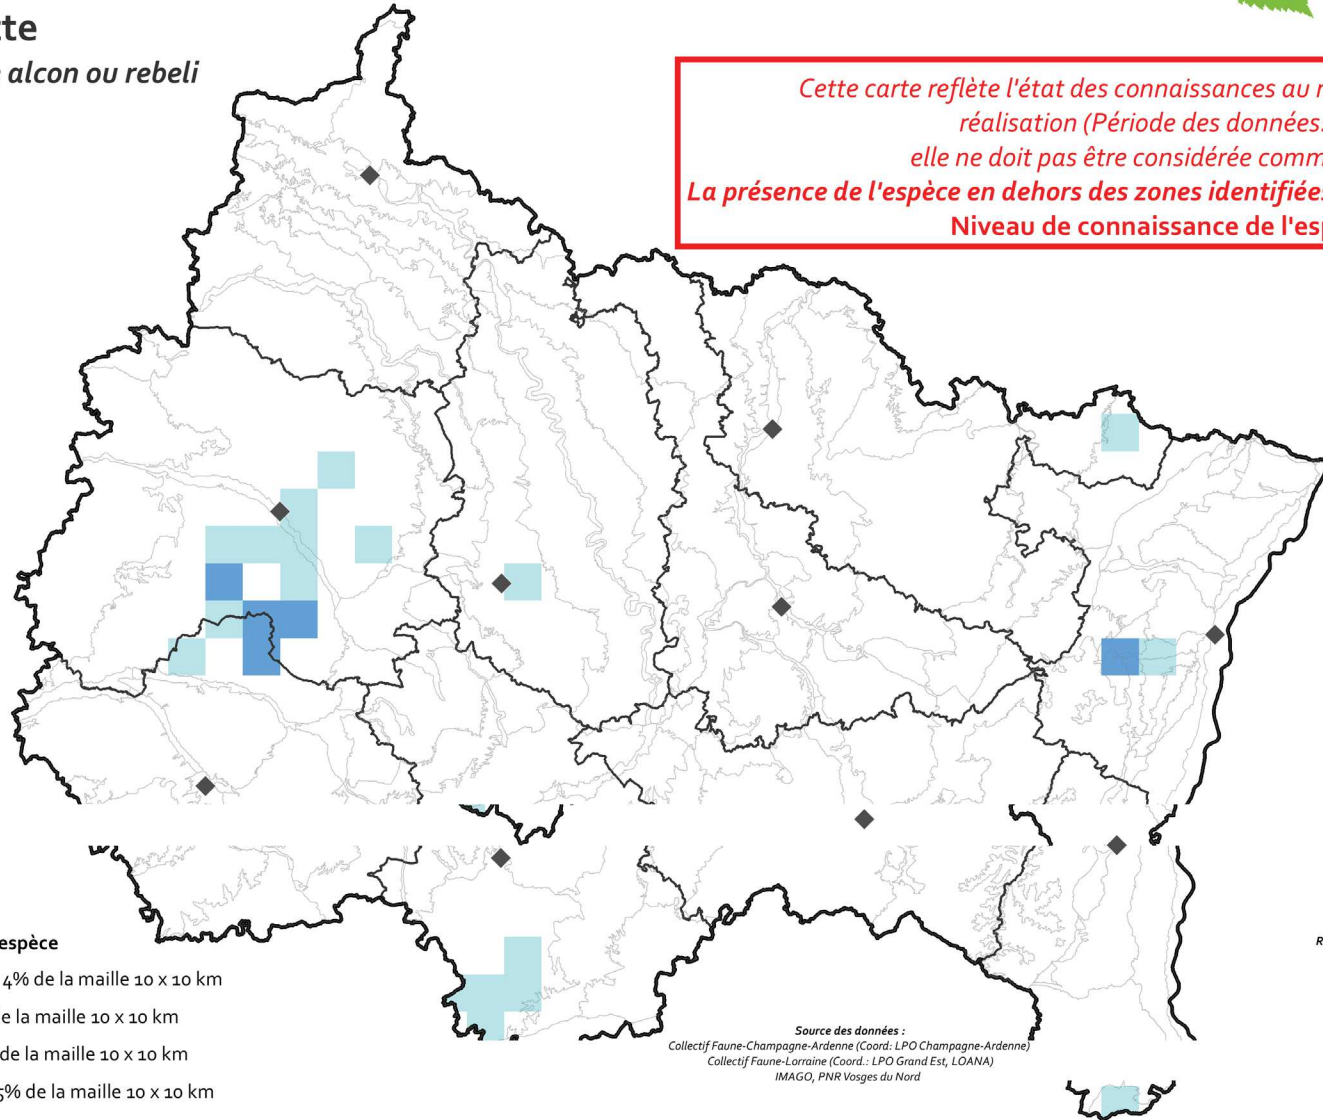 te
alcon ou rebeli
Cette carte reflète l'état des connaissances au
réalisation (Période des données
elle ne doit pas être considérée comm
La présence de l'espèce en dehors des zones identifiées
Niveau de connaissance de l'esp
espèce
4% de la maille 10 x 10 km
e la maille 10 x 10 km
de la maille 10 x 10 km
5% de la maille 10 x 10 km
R
Source des données :
Collectif Faune-Champagne-Ardenne (Coord: LPO Champagne-Ardenne)
Collectif Faune-Lorraine (Coord.: LPO Grand Est, LOANA)
IMAGO, PNR Vosges du Nord